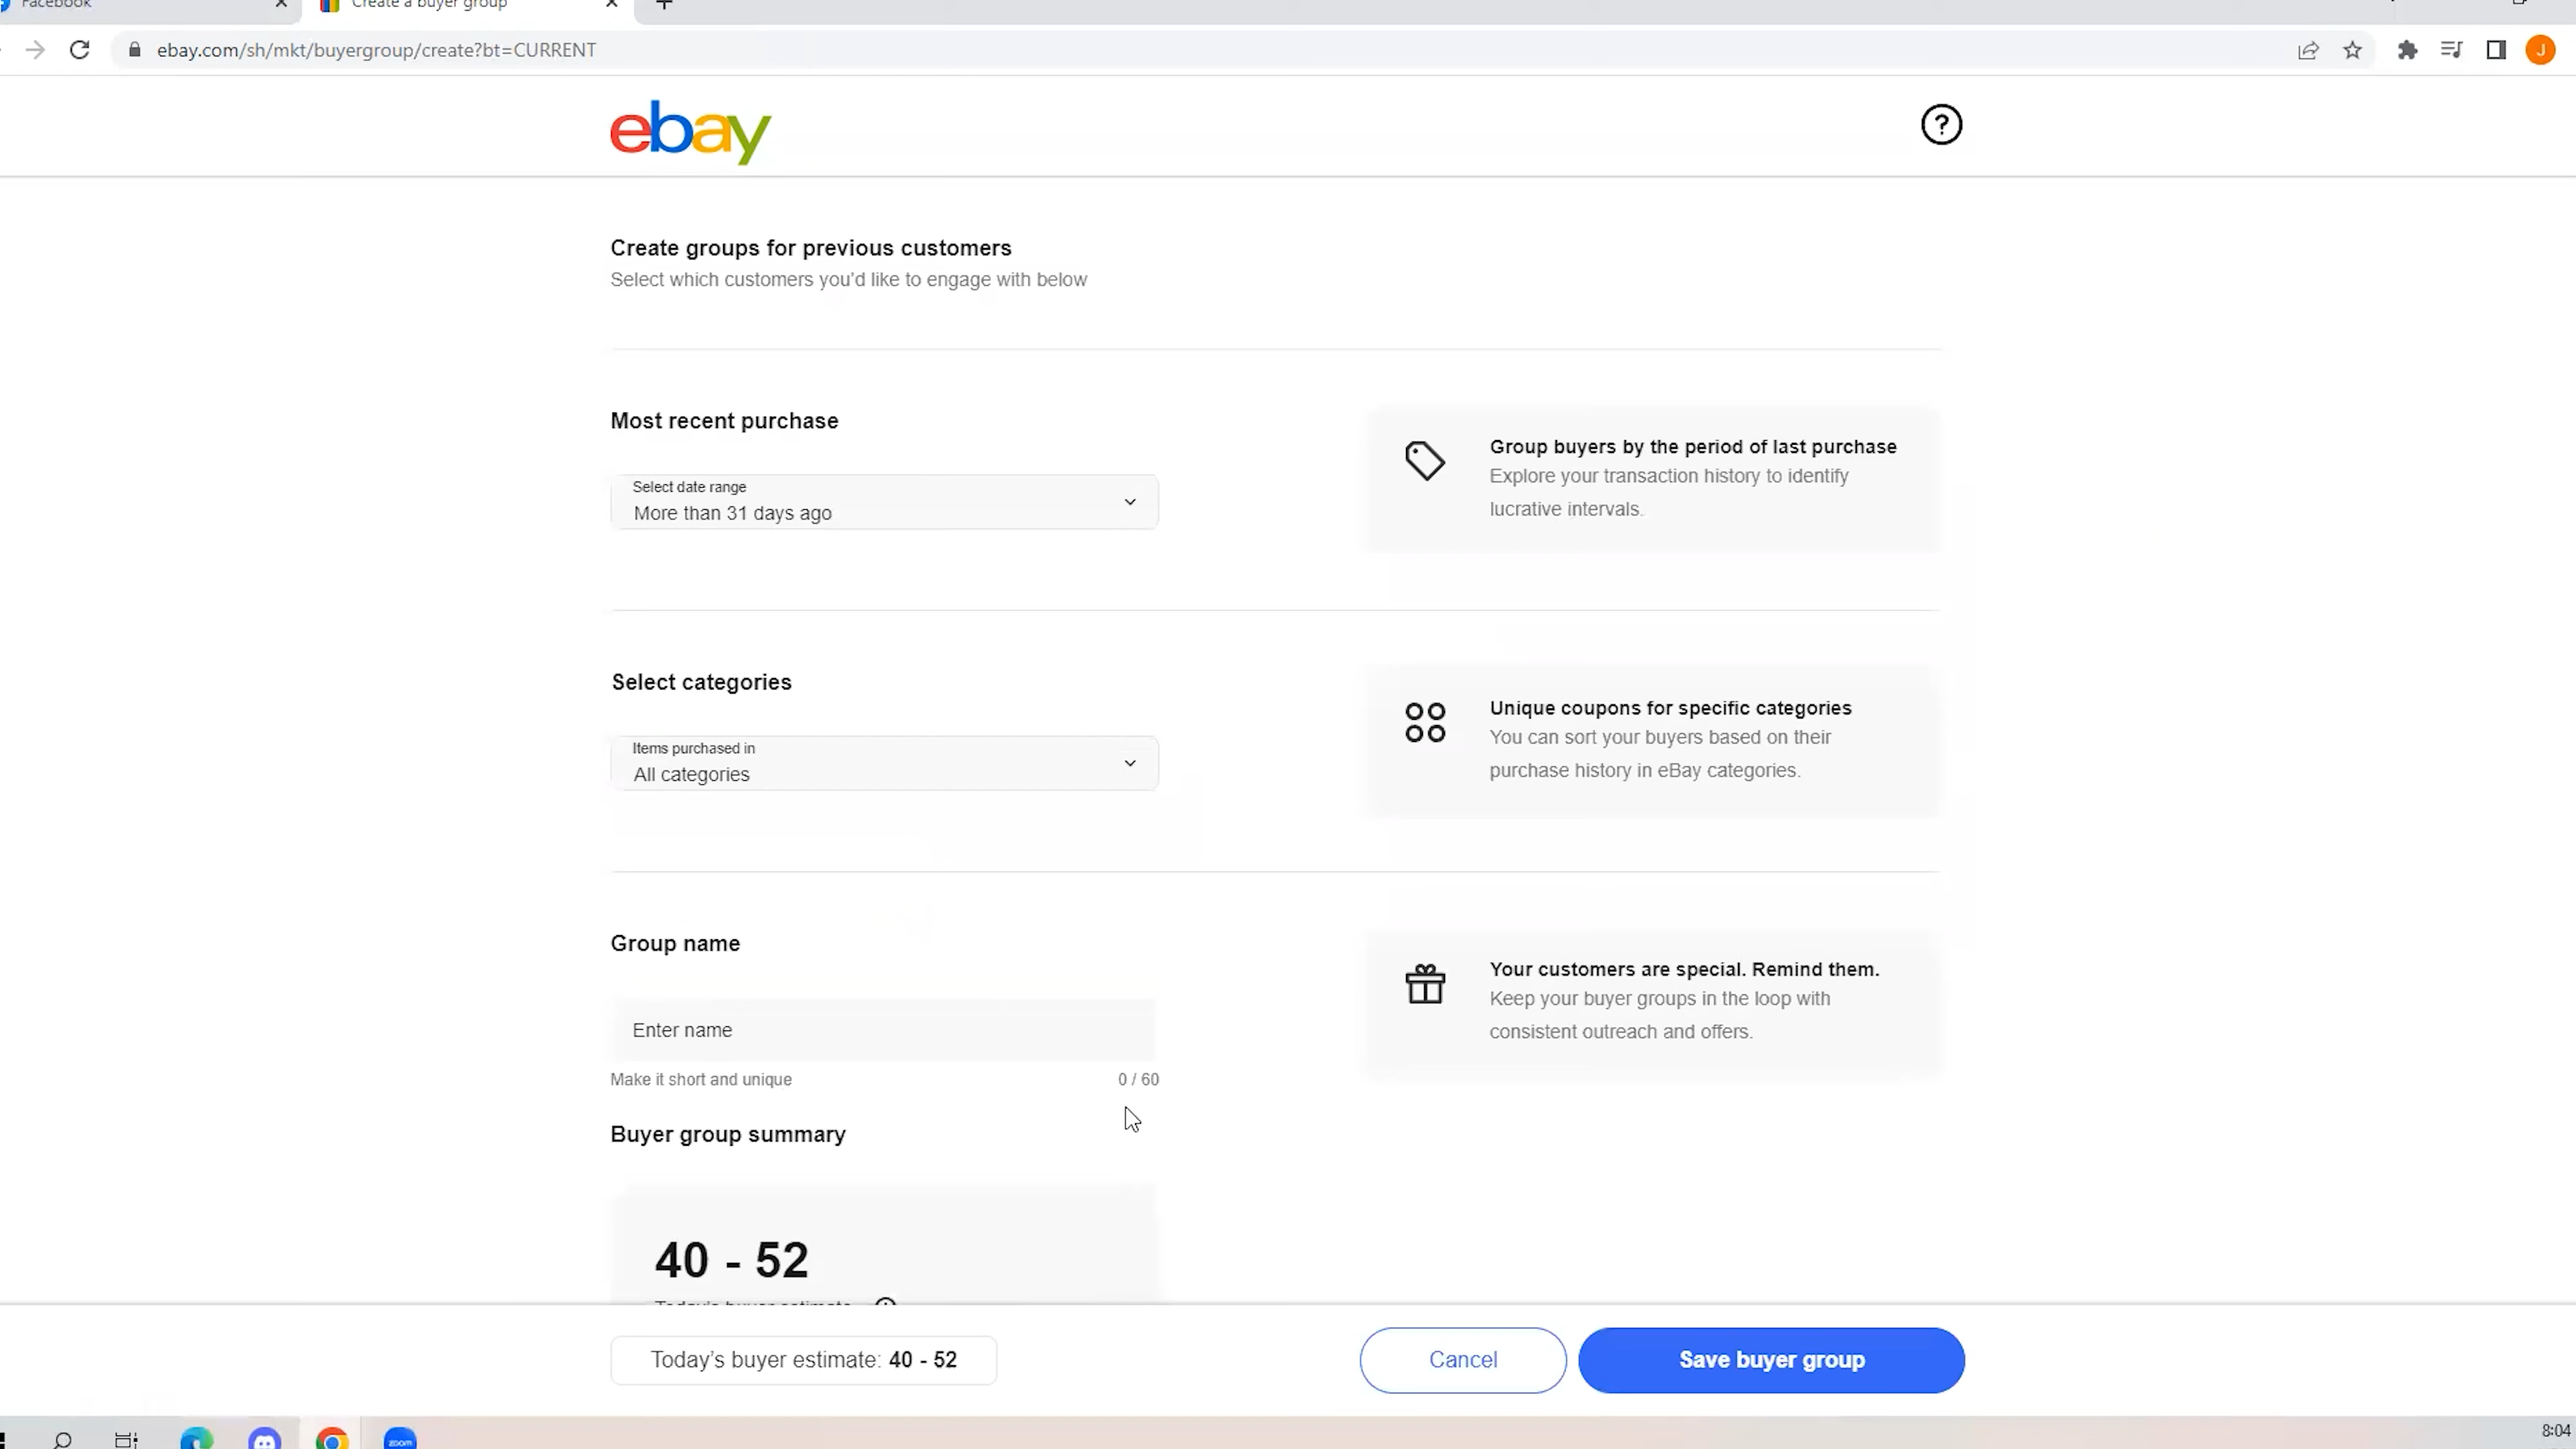 Facebook
Create a buyer group
ebay.com/sh/mkt/buyergroup/create?bt=CURRENT
J
ebay
?
Create groups for previous customers
Select which customers you'd like to engage with below
Most recent purchase
Select date range
More than 31 days ago
Group buyers by the period of last purchase
Explore your transaction history to identify
lucrative intervals.
Select categories
Items purchased in
All categories
Unique coupons for specific categories
You can sort your buyers based on their
purchase history in eBay categories.
Group name
Enter name
Make it short and unique
0 / 60
Your customers are special. Remind them.
Keep your buyer groups in the loop with
consistent outreach and offers.
Buyer group summary
40 - 52
Today's buyer estimate
Today's buyer estimate: 40 - 52
Cancel
Save buyer group
zoom
8:04